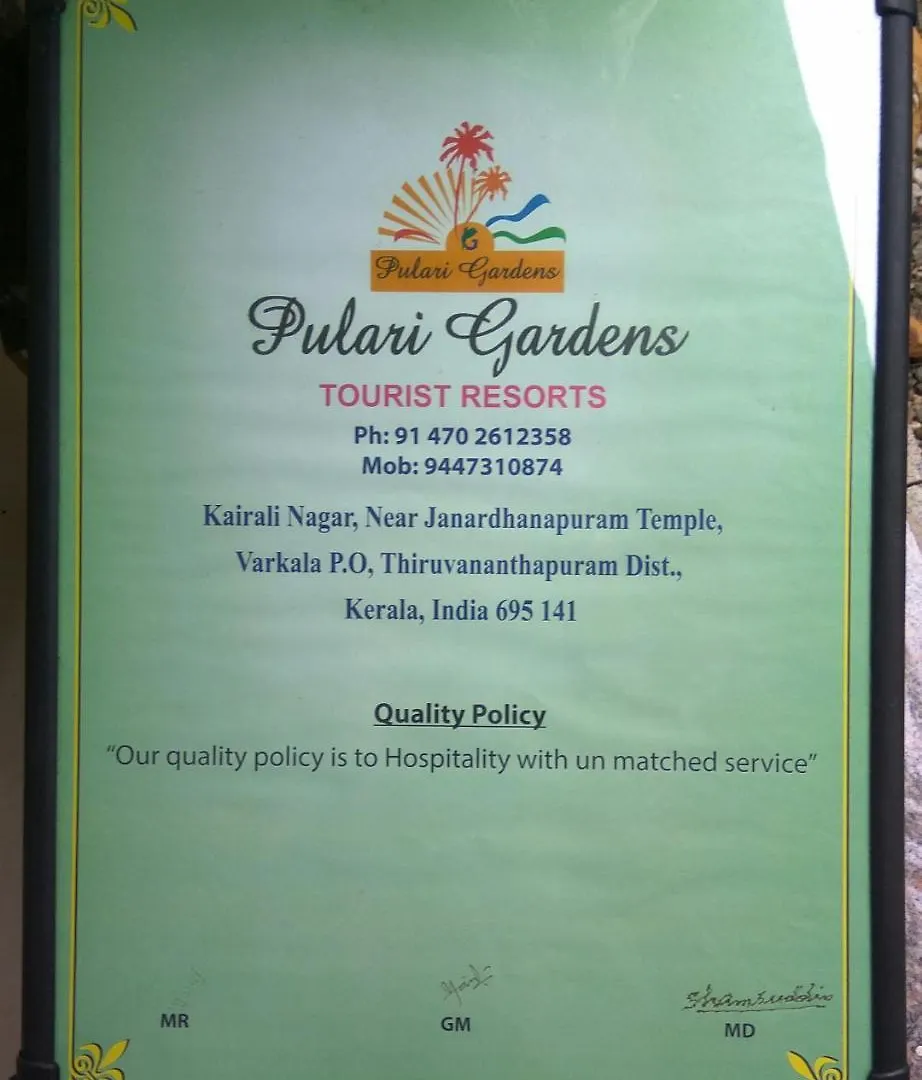 Pulari Gardens
Pulari Gardens
TOURIST RESORTS
Ph: 91 470 2612358
Mob: 9447310874
Kairali Nagar, Near Janardhanapuram Temple,
Varkala P.O, Thiruvananthapuram Dist.,
Kerala, India 695 141
Quality Policy
“Our quality policy is to Hospitality with un matched service”
MR
GM
MD